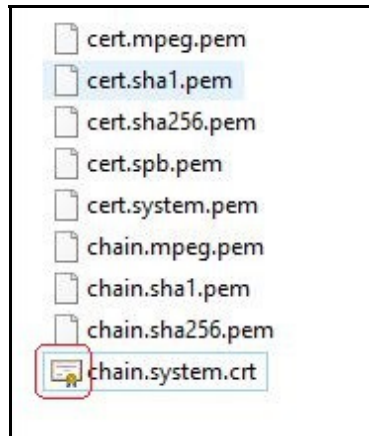 cert.mpeg.pem
cert.sha1.pem
cert.sha256.pem
cert.spb.pem
cert.system.pem
chain.mpeg.pem
chain.sha1.pem
chain.sha256.pem
chain.system.crt